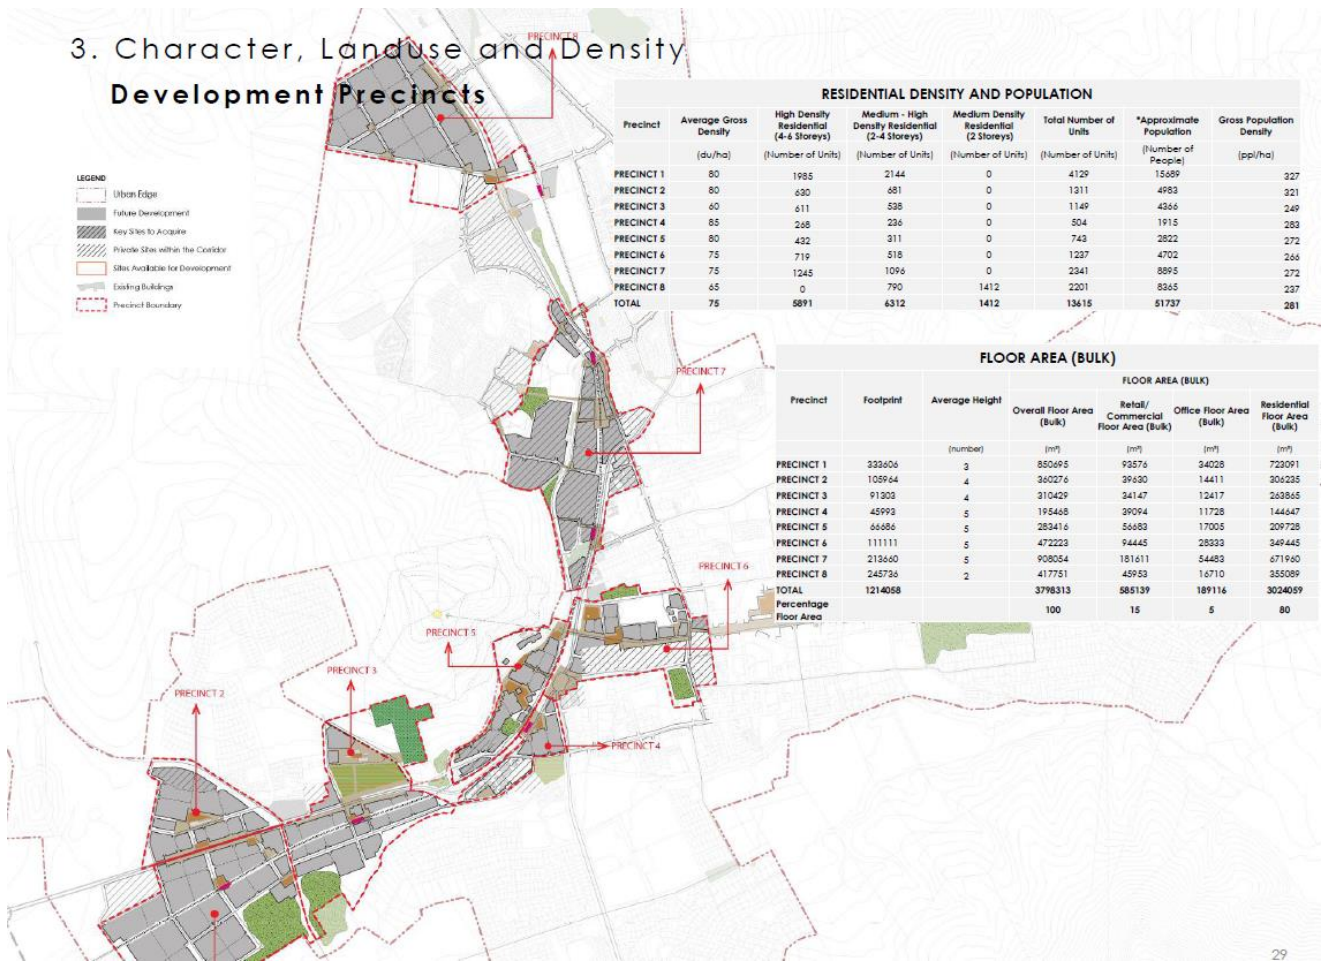 3. Character, Landuse and Density
Development Precincts
PRECINCT 8
LEGEND
Urban Edge
Future Development
Key Sites to Acquire
Private Sites within the Corridor
Sites Available for Development
Existing Buildings
Precinct Boundary
RESIDENTIAL DENSITY AND POPULATION
Precinct Average Gross Density High Density Residential (4-6 Storeys) Medium - High Density Residential (2-4 Storeys) Medium Density Residential (2 Storeys) Total Number of Units *Approximate Population Gross Population Density
(du/ha) (Number of Units) (Number of Units) (Number of Units) (Number of Units) (Number of People) (ppl/ha)
PRECINCT 1 80 1985 2144 0 4129 15689 327
PRECINCT 2 80 630 681 0 1311 4983 321
PRECINCT 3 60 611 538 0 1149 4366 249
PRECINCT 4 85 268 236 0 504 1915 283
PRECINCT 5 80 432 311 0 743 2822 272
PRECINCT 6 75 719 518 0 1237 4702 266
PRECINCT 7 75 1245 1096 0 2341 8895 272
PRECINCT 8 65 0 790 1412 2201 8365 237
TOTAL 75 5891 6312 1412 13615 51737 281
FLOOR AREA (BULK)
FLOOR AREA (BULK)
Precinct Footprint Average Height Overall Floor Area (Bulk) Retail/ Commercial Floor Area (Bulk) Office Floor Area (Bulk) Residential Floor Area (Bulk)
(number) (m²) (m²) (m²) (m²)
PRECINCT 1 333606 3 850695 93576 34028 723091
PRECINCT 2 105964 4 360276 39630 14411 306235
PRECINCT 3 91303 4 310429 34147 12417 263865
PRECINCT 4 45993 5 195468 39094 11728 144647
PRECINCT 5 66686 5 283416 56683 17005 209728
PRECINCT 6 111111 5 472223 94445 28333 349445
PRECINCT 7 213660 5 908054 181611 54483 671960
PRECINCT 8 245736 2 417751 45953 16710 355089
TOTAL 1214058 3798313 585139 189116 3024059
Percentage Floor Area 100 15 5 80
PRECINCT 7
PRECINCT 6
PRECINCT 5
PRECINCT 3
PRECINCT 2
PRECINCT 4
29